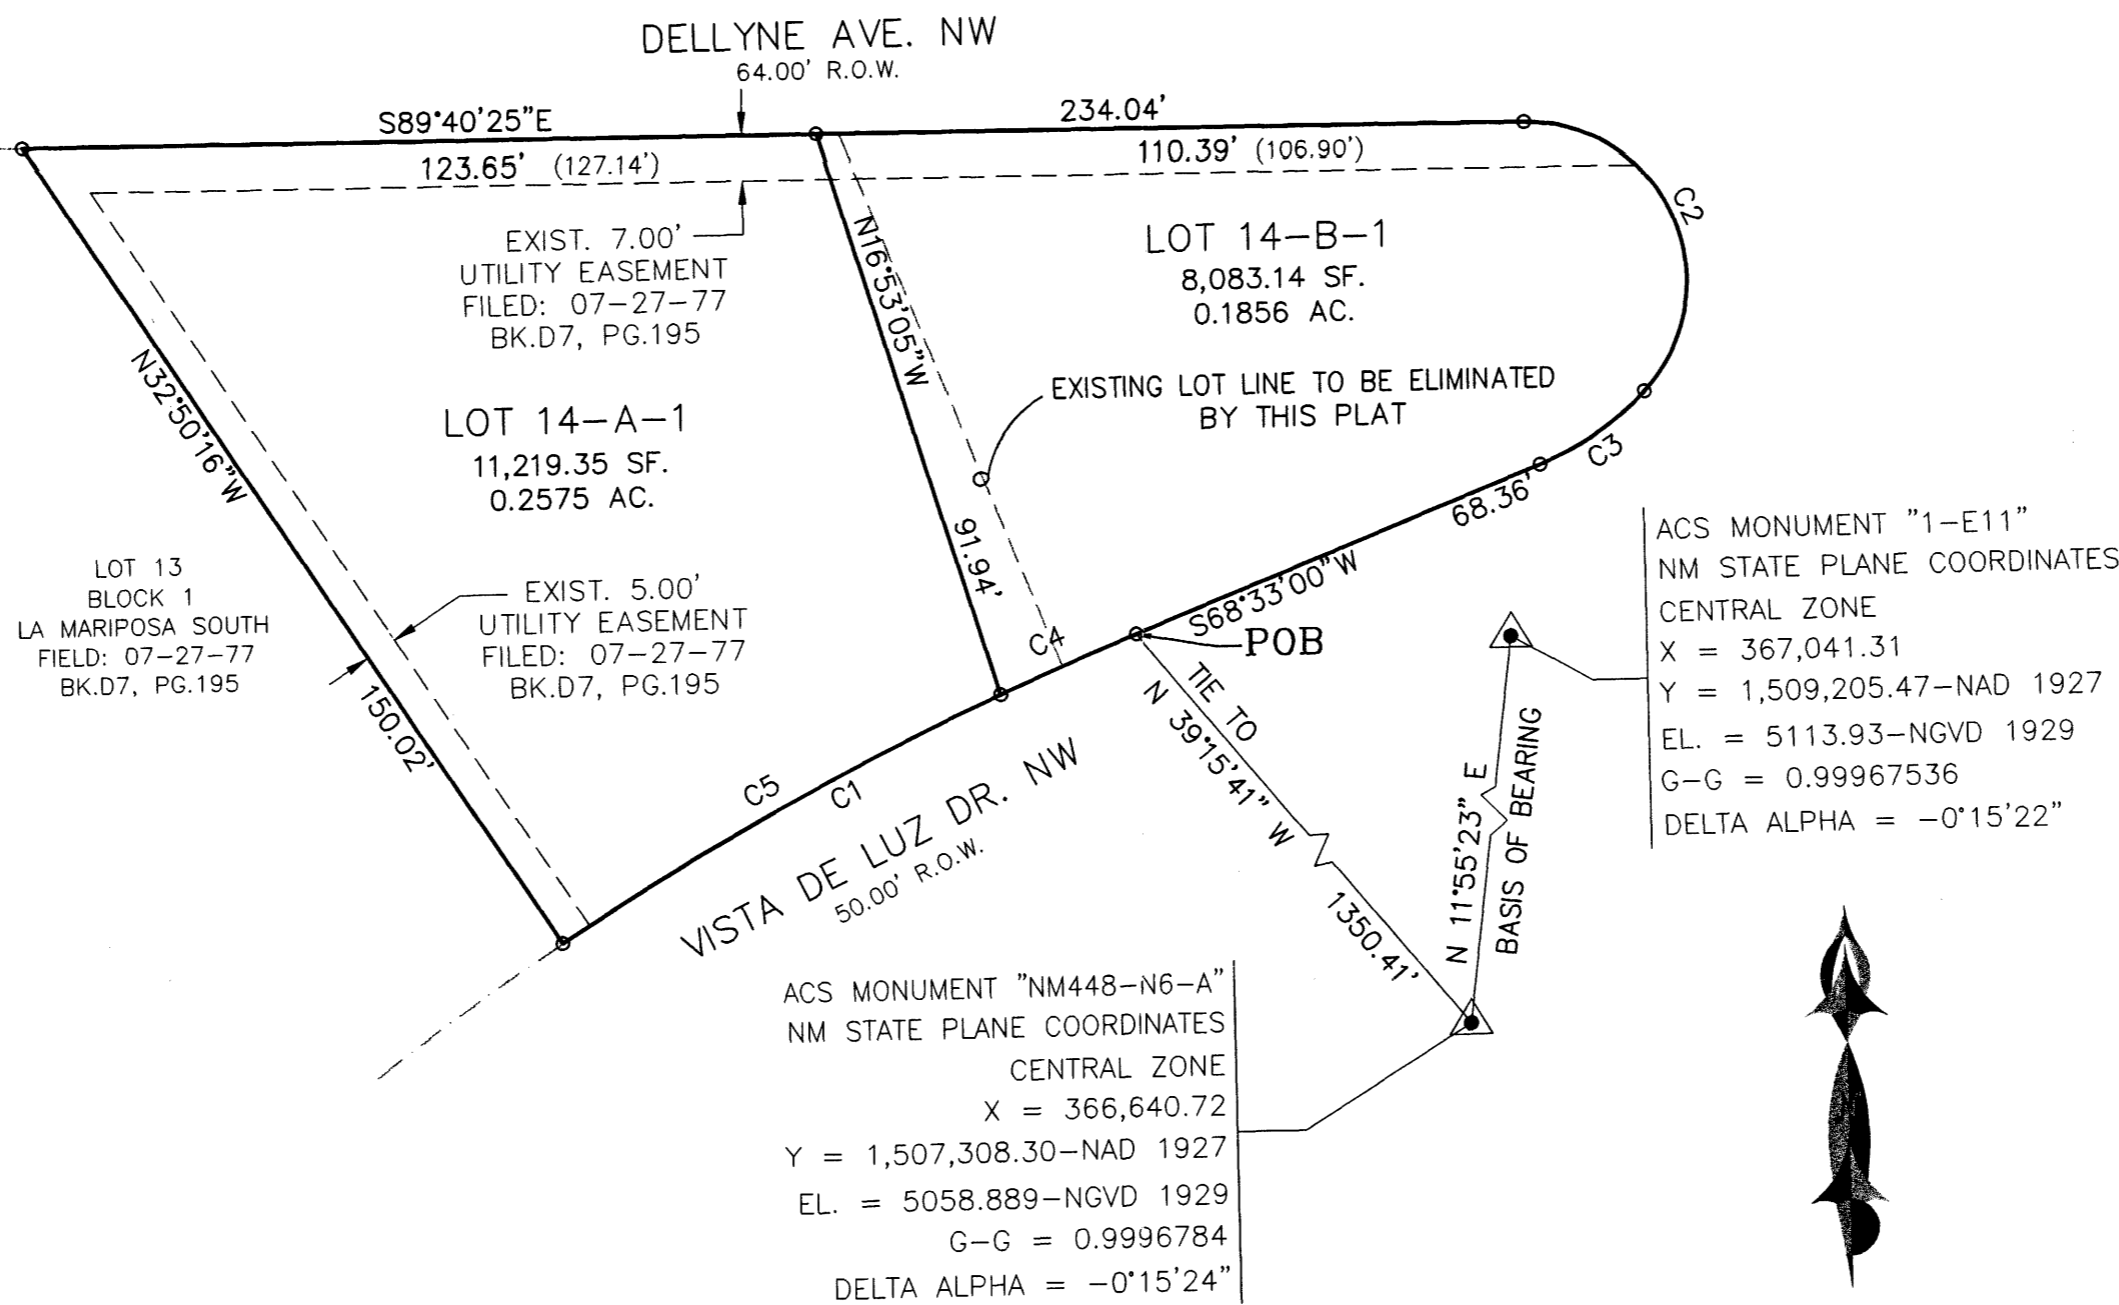 DELLYNE AVE. NW
64.00' R.O.W.
S89°40'25"E
234.04'
123.65' (127.14')
110.39' (106.90')
C2
EXIST. 7.00'
UTILITY EASEMENT
FILED: 07-27-77
BK.D7, PG.195
N16°53'05"W
91.94'
LOT 14-B-1
8,083.14 SF.
0.1856 AC.
EXISTING LOT LINE TO BE ELIMINATED
BY THIS PLAT
N32°50'16"W
150.02'
LOT 14-A-1
11,219.35 SF.
0.2575 AC.
C3
68.36'
S68°33'00"W
LOT 13
BLOCK 1
LA MARIPOSA SOUTH
FIELD: 07-27-77
BK.D7, PG.195
EXIST. 5.00'
UTILITY EASEMENT
FILED: 07-27-77
BK.D7, PG.195
C4
POB
TIE TO
N 39°15'41" W
1350.41'
C5
C1
VISTA DE LUZ DR. NW
50.00' R.O.W.
N 11°55'23" E
BASIS OF BEARING
ACS MONUMENT "1-E11"
NM STATE PLANE COORDINATES
CENTRAL ZONE
X = 367,041.31
Y = 1,509,205.47-NAD 1927
EL. = 5113.93-NGVD 1929
G-G = 0.99967536
DELTA ALPHA = -0°15'22"
ACS MONUMENT "NM448-N6-A"
NM STATE PLANE COORDINATES
CENTRAL ZONE
X = 366,640.72
Y = 1,507,308.30-NAD 1927
EL. = 5058.889-NGVD 1929
G-G = 0.9996784
DELTA ALPHA = -0°15'24"